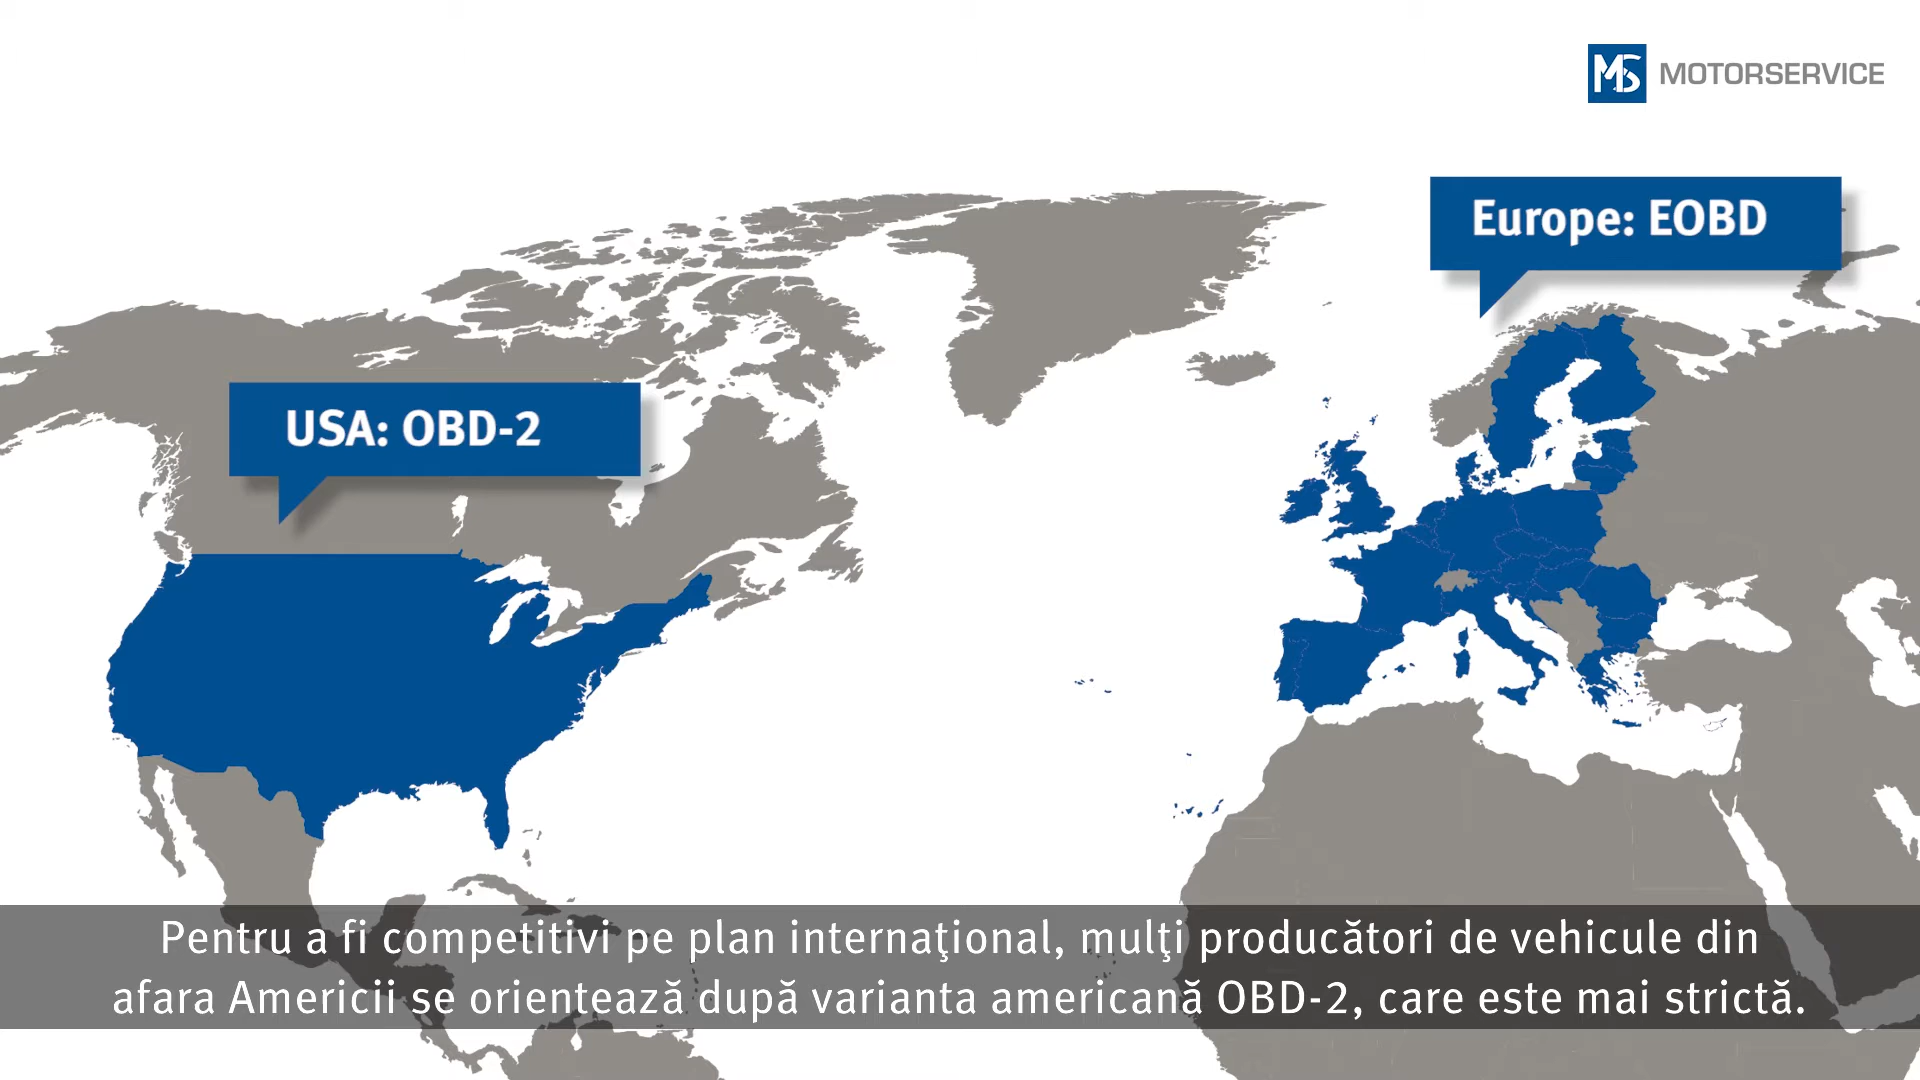 MS MOTORSERVICE
Europe: EOBD
USA: OBD-2
Pentru a fi competitivi pe plan internaţional, mulţi producători de vehicule din
afara Americii se orientează după varianta americană OBD-2, care este mai strictă.